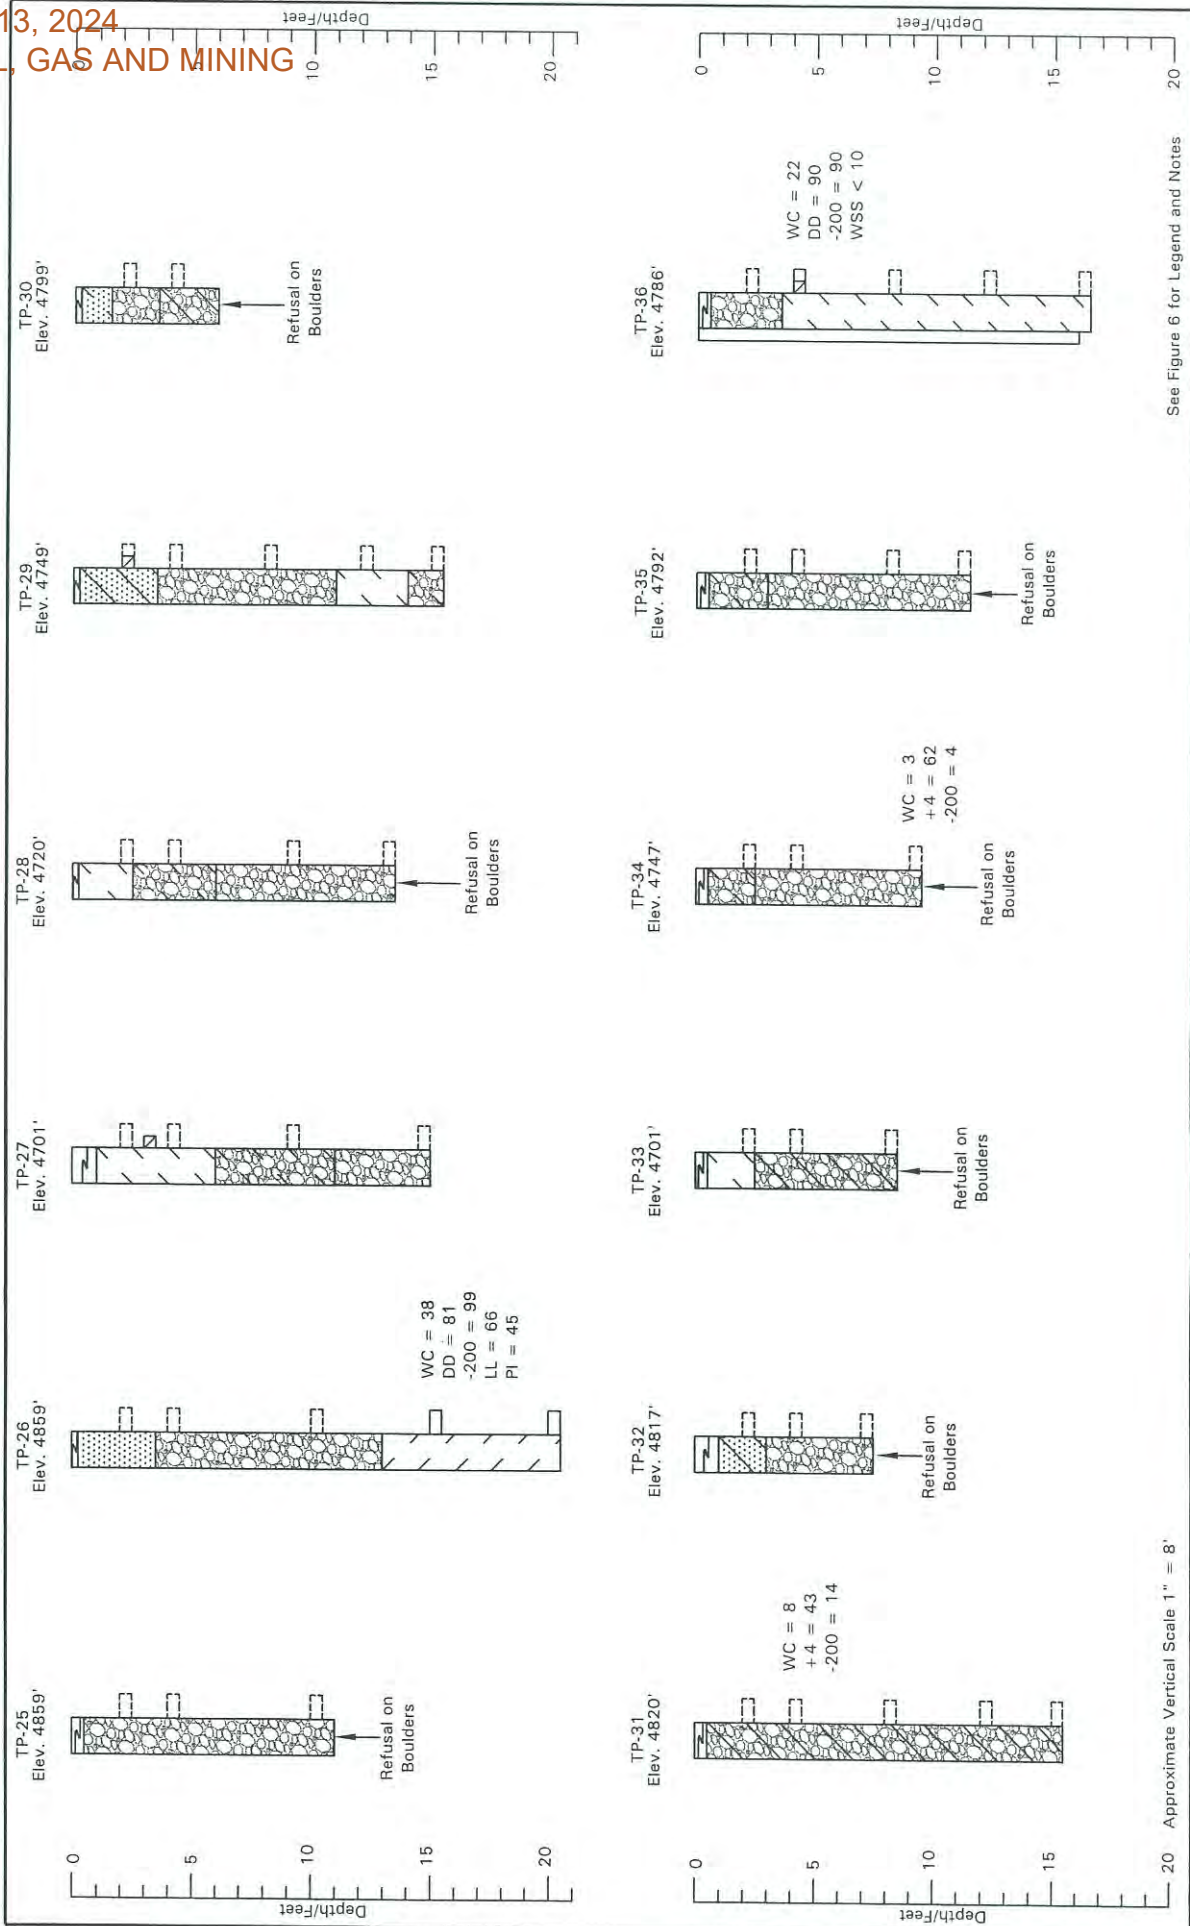 13, 2024
L, GAS AND MINING
TP-25
Elev. 4859'
Refusal on
Boulders
TP-26
Elev. 4859'
WC = 38
DD = 81
-200 = 99
LL = 66
PI = 45
TP-27
Elev. 4701'
TP-28
Elev. 4720'
Refusal on
Boulders
TP-29
Elev. 4749'
TP-30
Elev. 4799'
Refusal on
Boulders
Depth/Feet
0
5
10
15
20
Depth/Feet
0
5
10
15
20
TP-31
Elev. 4820'
WC = 8
+4 = 43
-200 = 14
TP-32
Elev. 4817'
Refusal on
Boulders
TP-33
Elev. 4701'
Refusal on
Boulders
TP-34
Elev. 4747'
WC = 3
+4 = 62
-200 = 4
Refusal on
Boulders
TP-35
Elev. 4792'
Refusal on
Boulders
TP-36
Elev. 4786'
WC = 22
DD = 90
-200 = 90
WSS < 10
Depth/Feet
0
5
10
15
20
Depth/Feet
0
5
10
15
20
Approximate Vertical Scale 1" = 8'
See Figure 6 for Legend and Notes